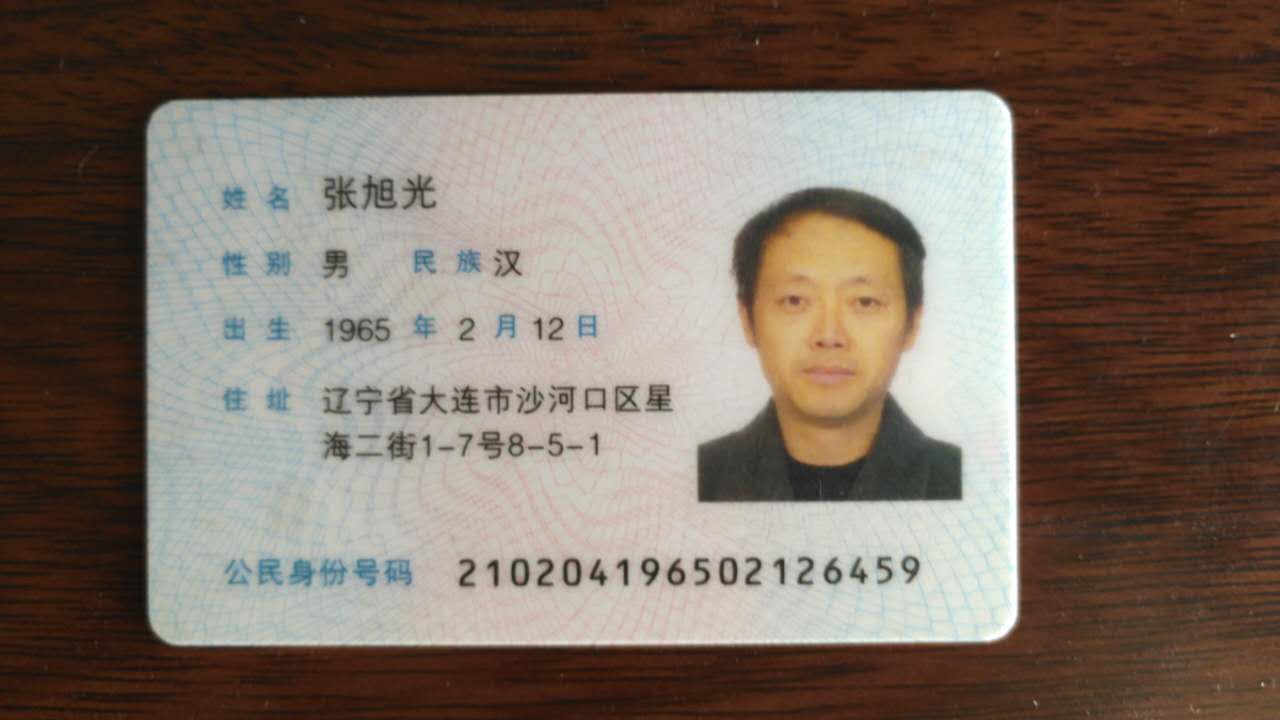 姓名 张旭光
性别 男 民族 汉
出生 1965 年 2 月 12 日
住址 辽宁省大连市沙河口区星
海二街1-7号8-5-1
公民身份号码 210204196502126459